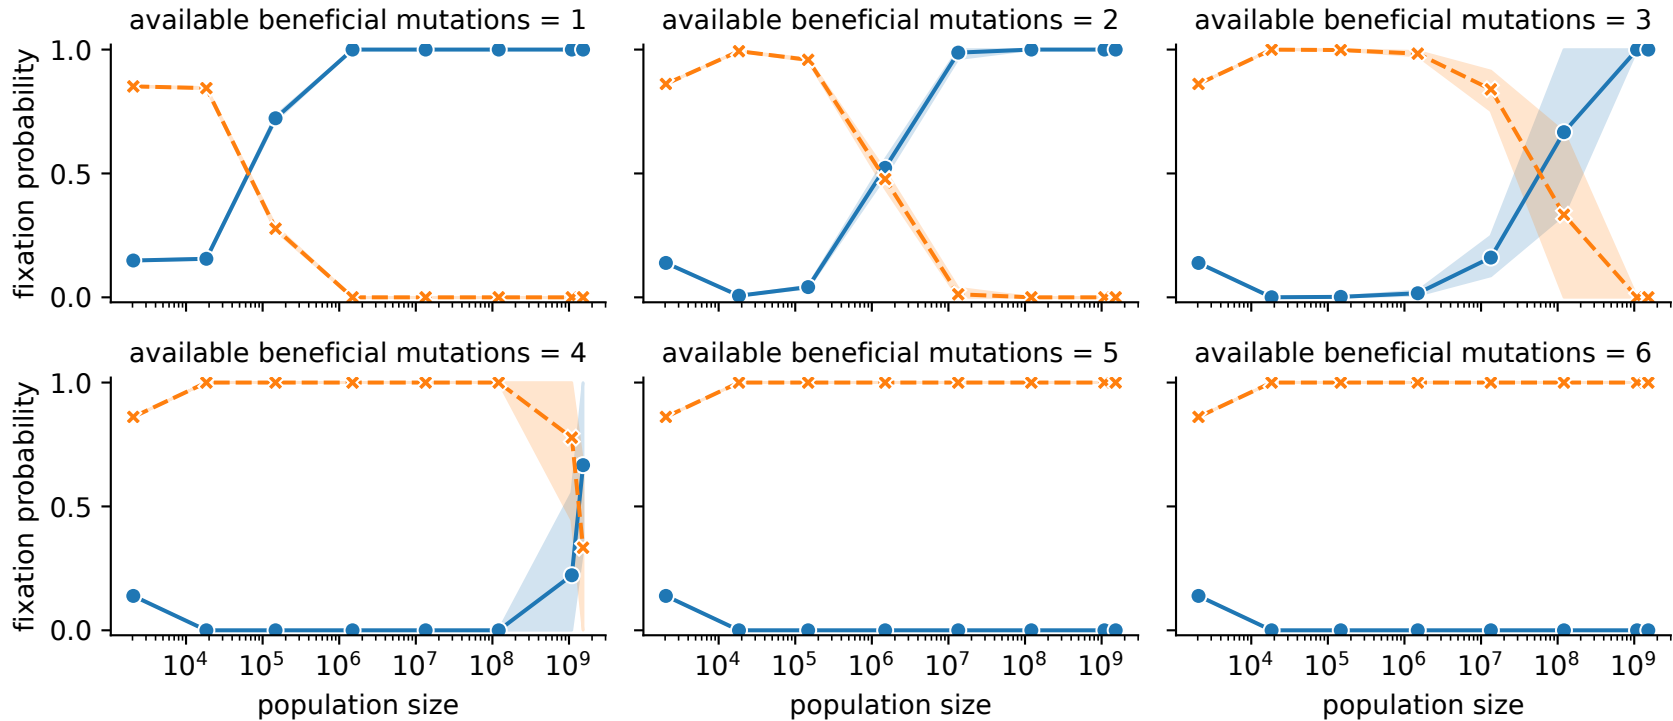 available beneficial mutations = 1
available beneficial mutations = 2
available beneficial mutations = 3
fixation probability
1.0
0.5
0.0
available beneficial mutations = 4
available beneficial mutations = 5
available beneficial mutations = 6
fixation probability
1.0
0.5
0.0
10⁴ 10⁵ 10⁶ 10⁷ 10⁸ 10⁹
10⁴ 10⁵ 10⁶ 10⁷ 10⁸ 10⁹
10⁴ 10⁵ 10⁶ 10⁷ 10⁸ 10⁹
population size
population size
population size